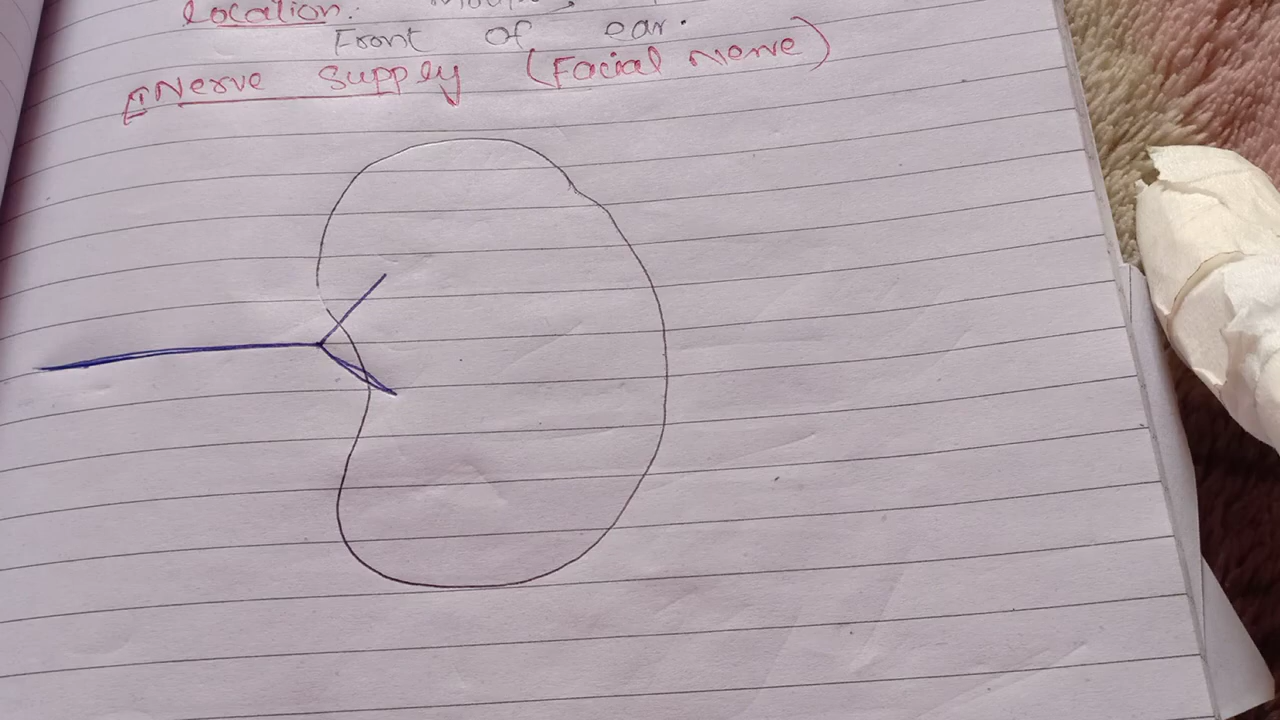 Location:
Front of ear.
Nerve supply (Facial nerve)